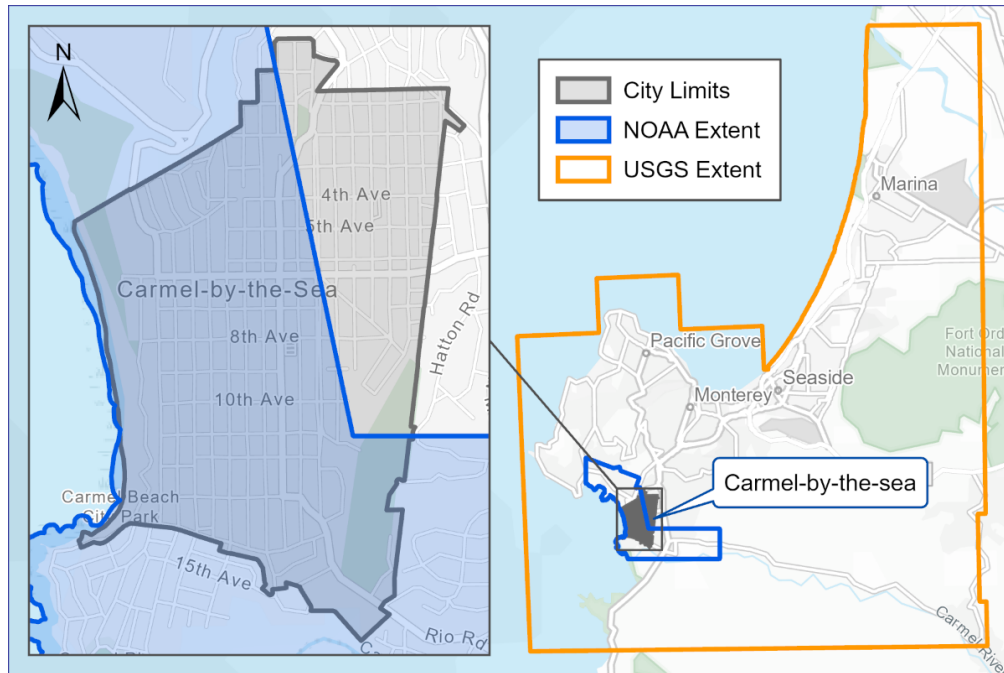 N
4th Ave
5th Ave
Carmel-by-the-Sea
8th Ave
Hatton Rd
10th Ave
Carmel Beach
City Park
15th Ave
Rio Rd
City Limits
NOAA Extent
USGS Extent
Marina
Fort Ord
National
Monument
Pacific Grove
Seaside
Monterey
Carmel-by-the-sea
Carmel River